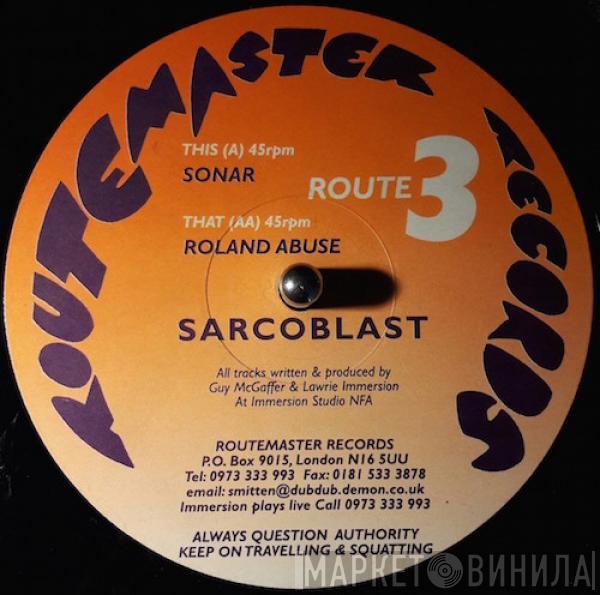 ROUTEMASTER RECORDS
THIS (A) 45rpm
SONAR
ROUTE 3
THAT (AA) 45rpm
ROLAND ABUSE
SARCOBLAST
All tracks written & produced by
Guy McGaffer & Lawrie Immersion
At Immersion Studio NFA
ROUTEMASTER RECORDS
P.O. Box 9015, London N16 5UU
Tel: 0973 333 993 Fax: 0181 533 3878
email: smitten@dubdub.demon.co.uk
Immersion plays live Call 0973 333 993
ALWAYS QUESTION AUTHORITY
KEEP ON TRAVELLING & SQUATTING
МАРКЕТ ВИНИЛА